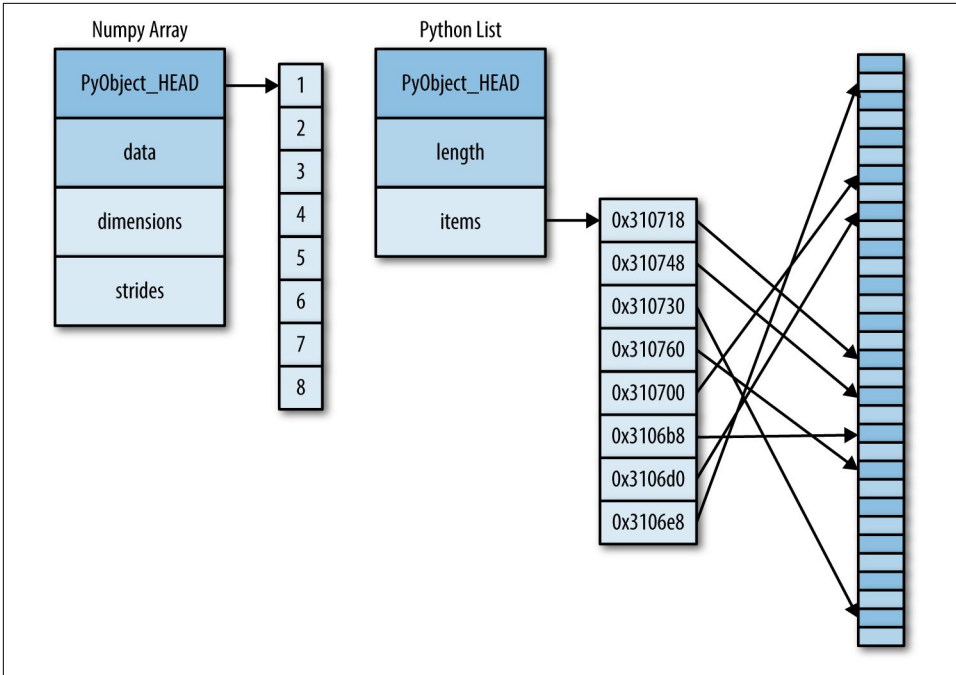 Numpy Array
PyObject_HEAD
data
dimensions
strides
1
2
3
4
5
6
7
8
Python List
PyObject_HEAD
length
items
0x310718
0x310748
0x310730
0x310760
0x310700
0x3106b8
0x3106d0
0x3106e8